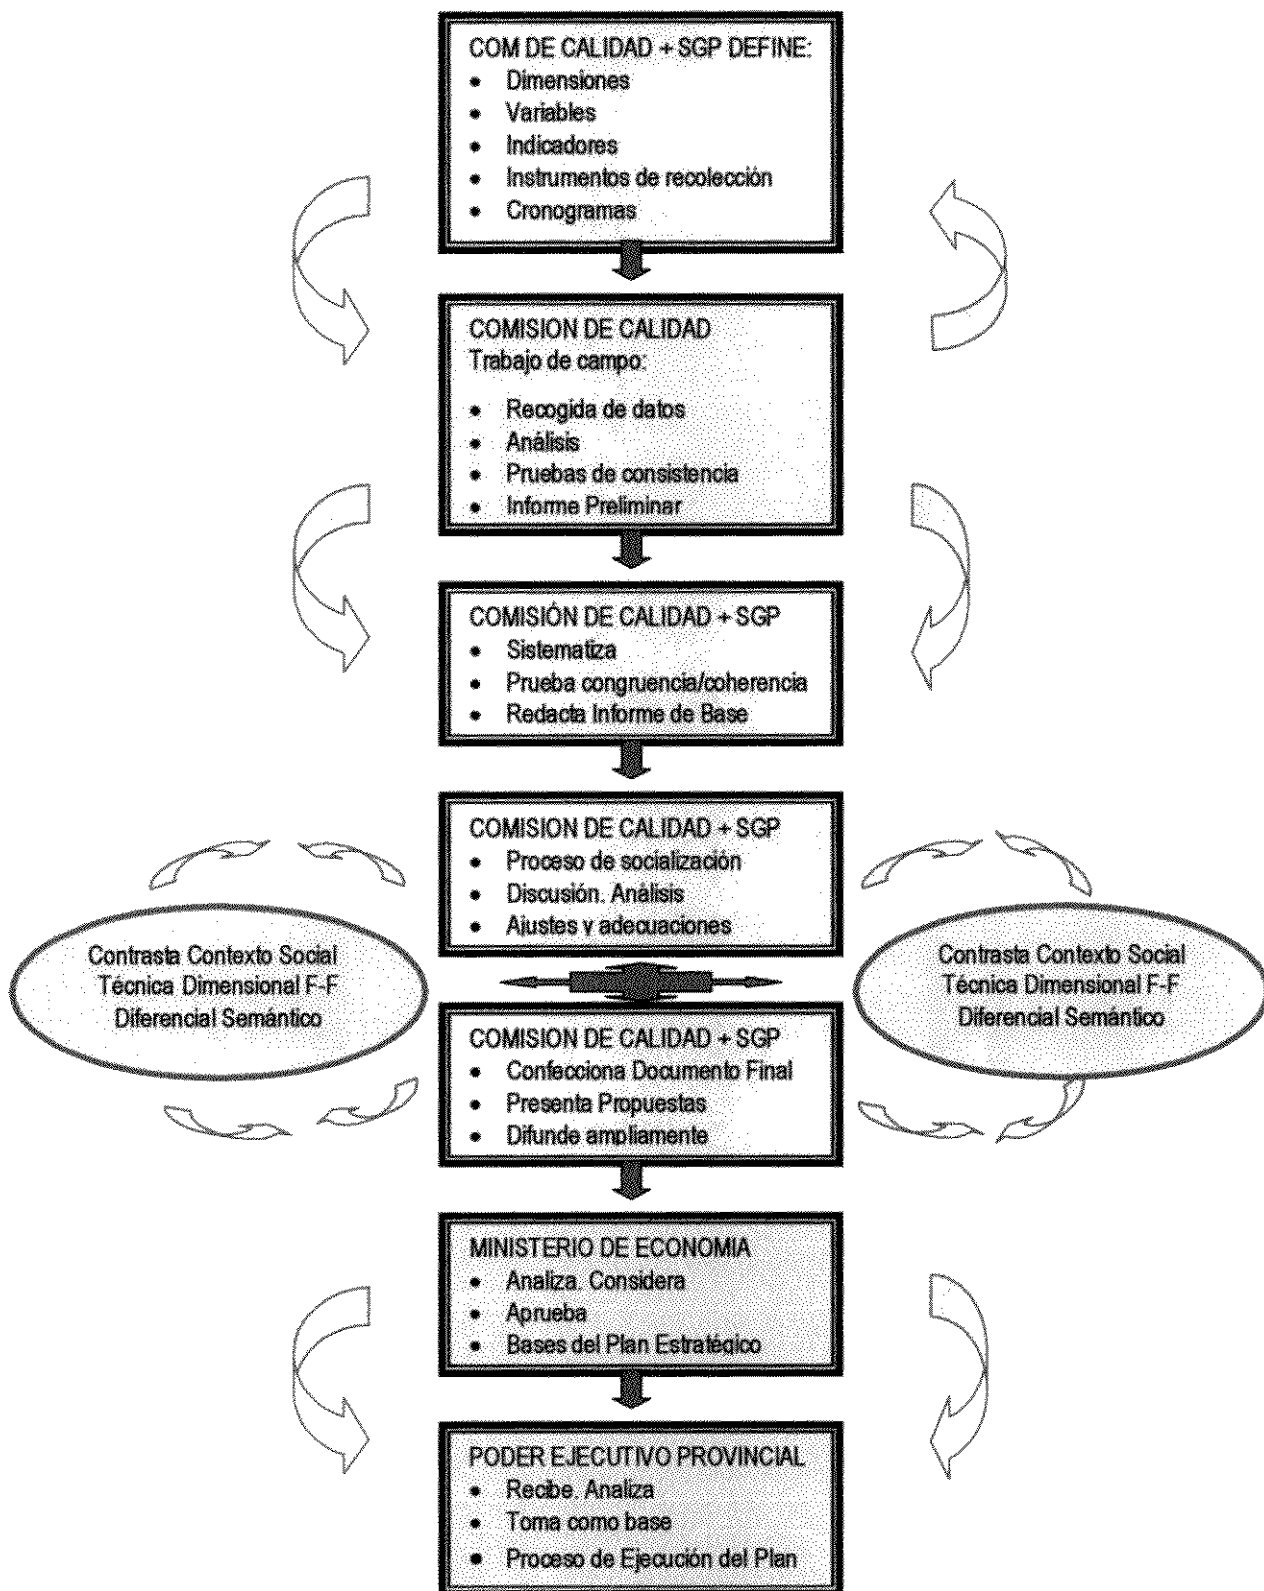 COM DE CALIDAD + SGP DEFINE:
• Dimensiones
• Variables
• Indicadores
• Instrumentos de recolección
• Cronogramas
COMISION DE CALIDAD
Trabajo de campo:
• Recogida de datos
• Análisis
• Pruebas de consistencia
• Informe Preliminar
COMISIÓN DE CALIDAD + SGP
• Sistematiza
• Prueba congruencia/coherencia
• Redacta Informe de Base
COMISION DE CALIDAD + SGP
• Proceso de socialización
• Discusión. Análisis
• Ajustes y adecuaciones
Contrasta Contexto Social
Técnica Dimensional F-F
Diferencial Semántico
Contrasta Contexto Social
Técnica Dimensional F-F
Diferencial Semántico
COMISION DE CALIDAD + SGP
• Confecciona Documento Final
• Presenta Propuestas
• Difunde ampliamente
MINISTERIO DE ECONOMIA
• Analiza. Considera
• Aprueba
• Bases del Plan Estratégico
PODER EJECUTIVO PROVINCIAL
• Recibe. Analiza
• Toma como base
• Proceso de Ejecución del Plan